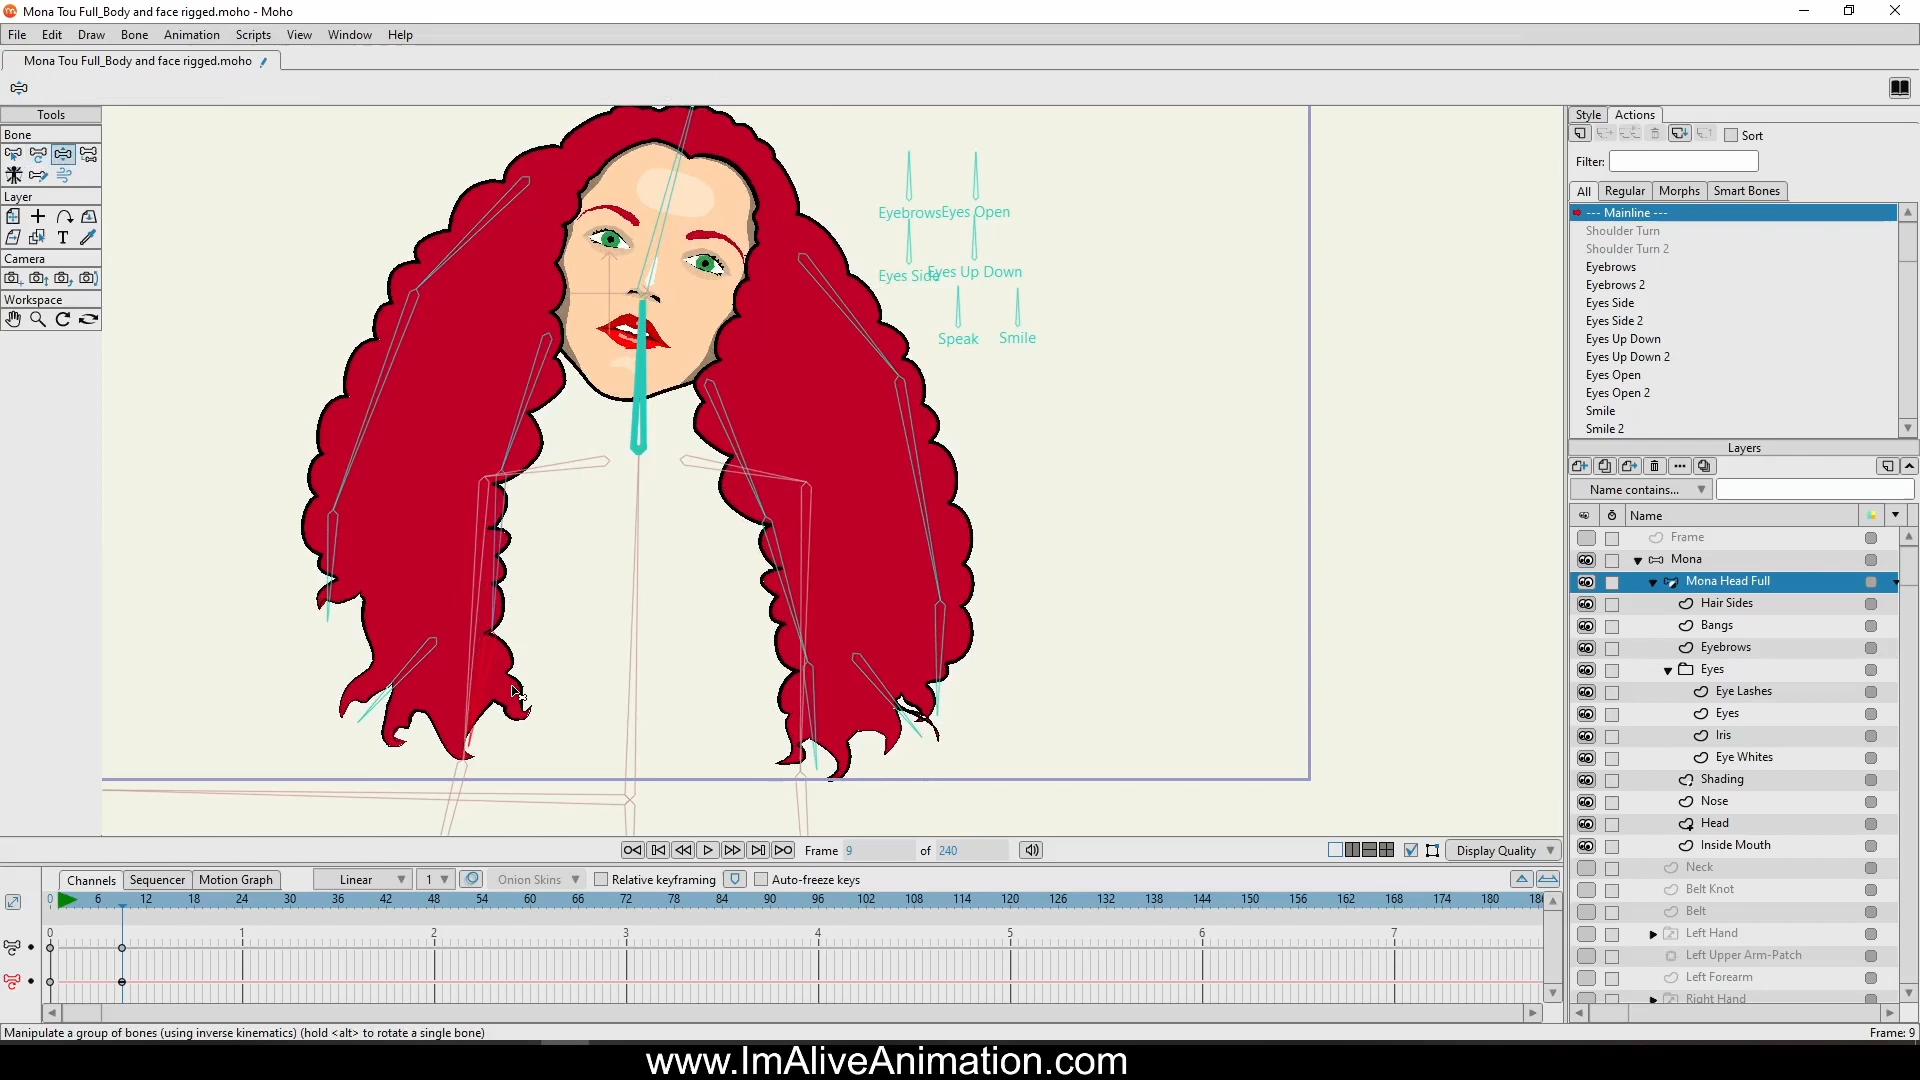 Mona Tou Full_Body and face rigged.moho - Moho
File Edit Draw Bone Animation Scripts View Window Help
Mona Tou Full_Body and face rigged.moho
Tools
Bone
Layer
T
Camera
Workspace
Eyebrows Eyes Open
Eyes Side Eyes Up Down
Speak Smile
Style Actions
Sort
Filter:
All Regular Morphs Smart Bones
--- Mainline ---
Shoulder Turn
Shoulder Turn 2
Eyebrows
Eyebrows 2
Eyes Side
Eyes Side 2
Eyes Up Down
Eyes Up Down 2
Eyes Open
Eyes Open 2
Smile
Smile 2
Layers
Name contains...
Name
Frame
Mona
Mona Head Full
Hair Sides
Bangs
Eyebrows
Eyes
Eye Lashes
Eyes
Iris
Eye Whites
Shading
Nose
Head
Inside Mouth
Neck
Belt Knot
Belt
Left Hand
Left Upper Arm-Patch
Left Forearm
Right Hand
Frame 9 of 240 Display Quality
Channels Sequencer Motion Graph Linear 1 Onion Skins Relative keyframing Auto-freeze keys
0 6 12 18 24 30 36 42 48 54 60 66 72 78 84 90 96 102 108 114 120 126 132 138 144 150 156 162 168 174 180
0 1 2 3 4 5 6 7
Manipulate a group of bones (using inverse kinematics) (hold <alt> to rotate a single bone) Frame: 9
www.ImAliveAnimation.com